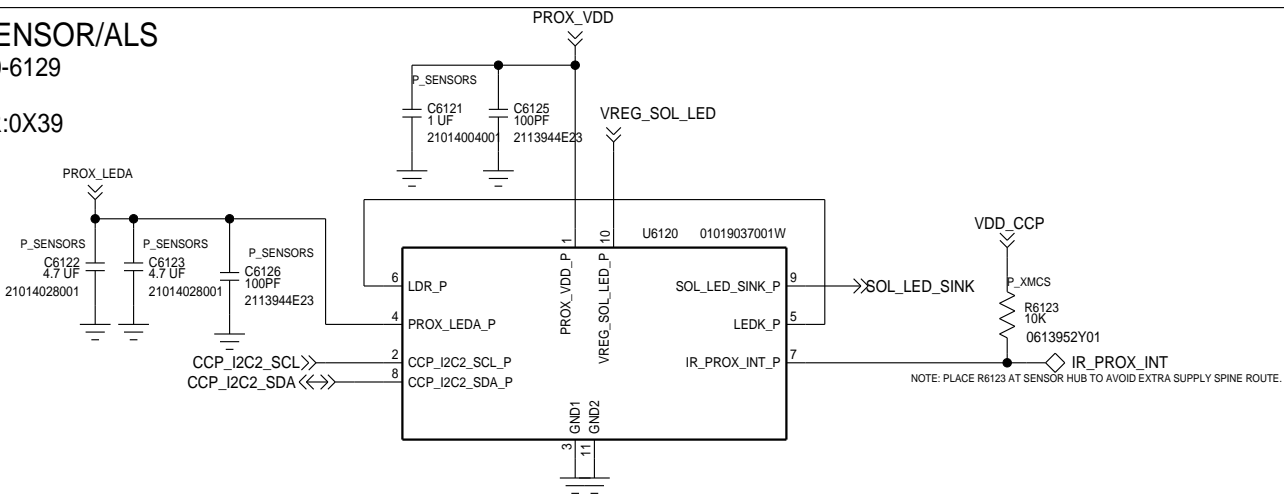 ENSOR/ALS
-6129
:0X39
PROX_VDD
P_SENSORS
C6121
1 UF
21014004001
C6125
100PF
2113944E23
VREG_SOL_LED
PROX_LEDA
P_SENSORS
C6122
4.7 UF
21014028001
P_SENSORS
C6123
4.7 UF
21014028001
P_SENSORS
C6126
100PF
2113944E23
U6120 01019037001W
1
PROX_VDD_P
10
VREG_SOL_LED_P
6
LDR_P
4
PROX_LEDA_P
CCP_I2C2_SCL
2
CCP_I2C2_SCL_P
CCP_I2C2_SDA
8
CCP_I2C2_SDA_P
SOL_LED_SINK_P
9
SOL_LED_SINK
LEDK_P
5
IR_PROX_INT_P
7
3
GND1
11
GND2
VDD_CCP
P_XMCS
R6123
10K
0613952Y01
IR_PROX_INT
NOTE: PLACE R6123 AT SENSOR HUB TO AVOID EXTRA SUPPLY SPINE ROUTE.